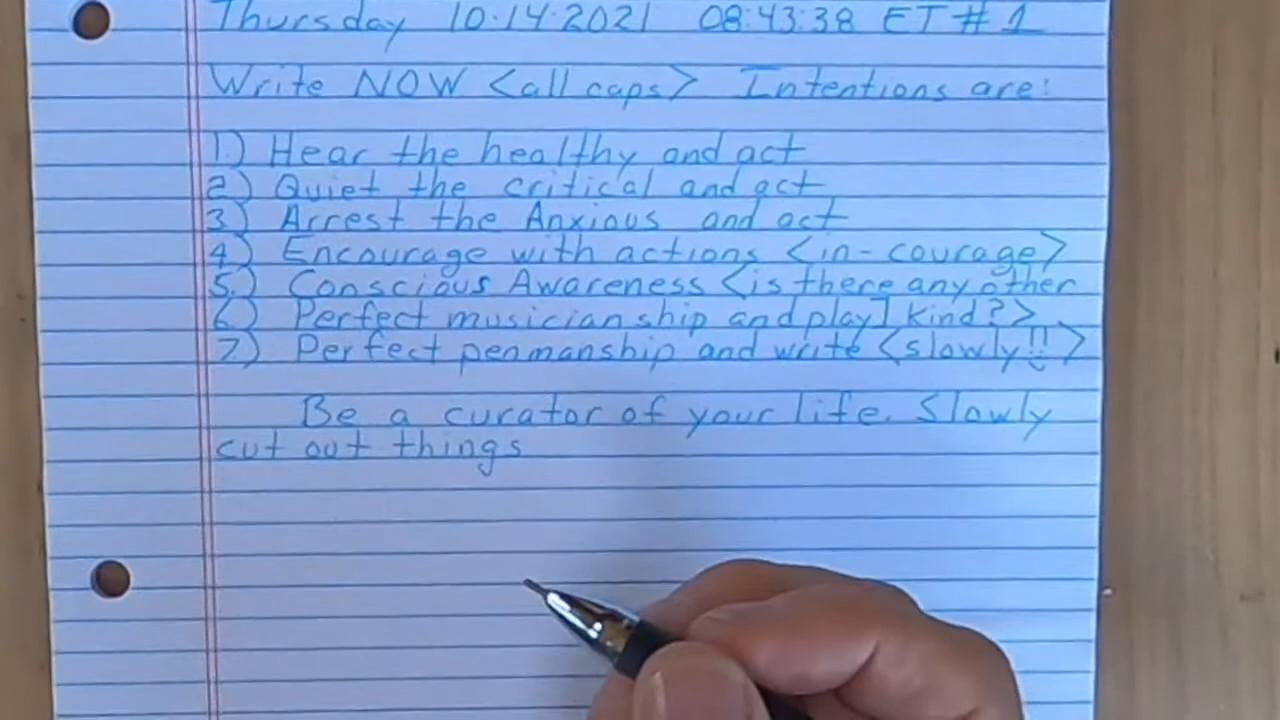 Thursday 10.14.2021 08:43:38 ET # 1
Write NOW <all caps> Intentions are:
1.) Hear the healthy and act
2.) Quiet the critical and act
3.) Arrest the Anxious and act
4.) Encourage with actions <in-courage>
5.) Conscious Awareness <is there any other
6.) Perfect musicianship and play] kind?>
7.) Perfect penmanship and write <slowly!!>
Be a curator of your life. Slowly
cut out things